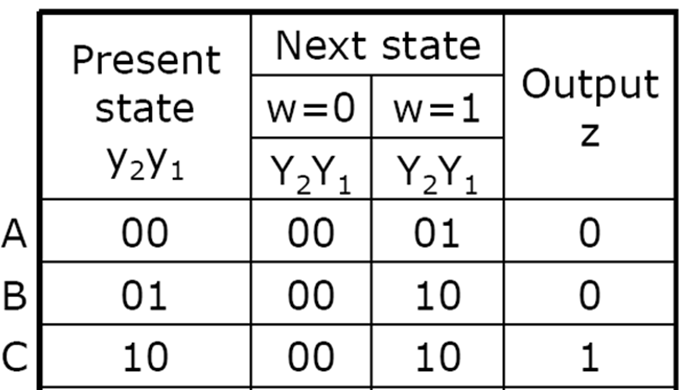 Present state y₂y₁ Next state Output z
w=0 w=1
Y₂Y₁ Y₂Y₁
A 00 00 01 0
B 01 00 10 0
C 10 00 10 1